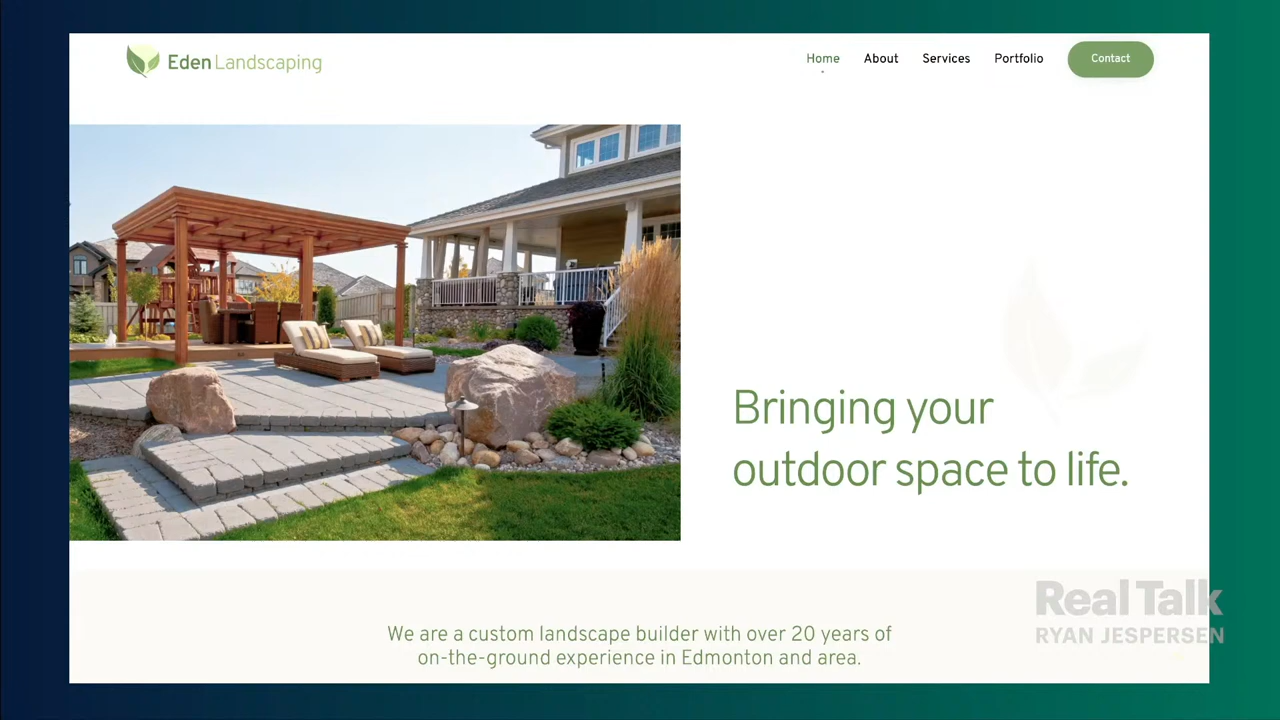 Eden Landscaping
Home About Services Portfolio Contact
Bringing your
outdoor space to life.
We are a custom landscape builder with over 20 years of
on-the-ground experience in Edmonton and area.
Real Talk
RYAN JESPERSEN